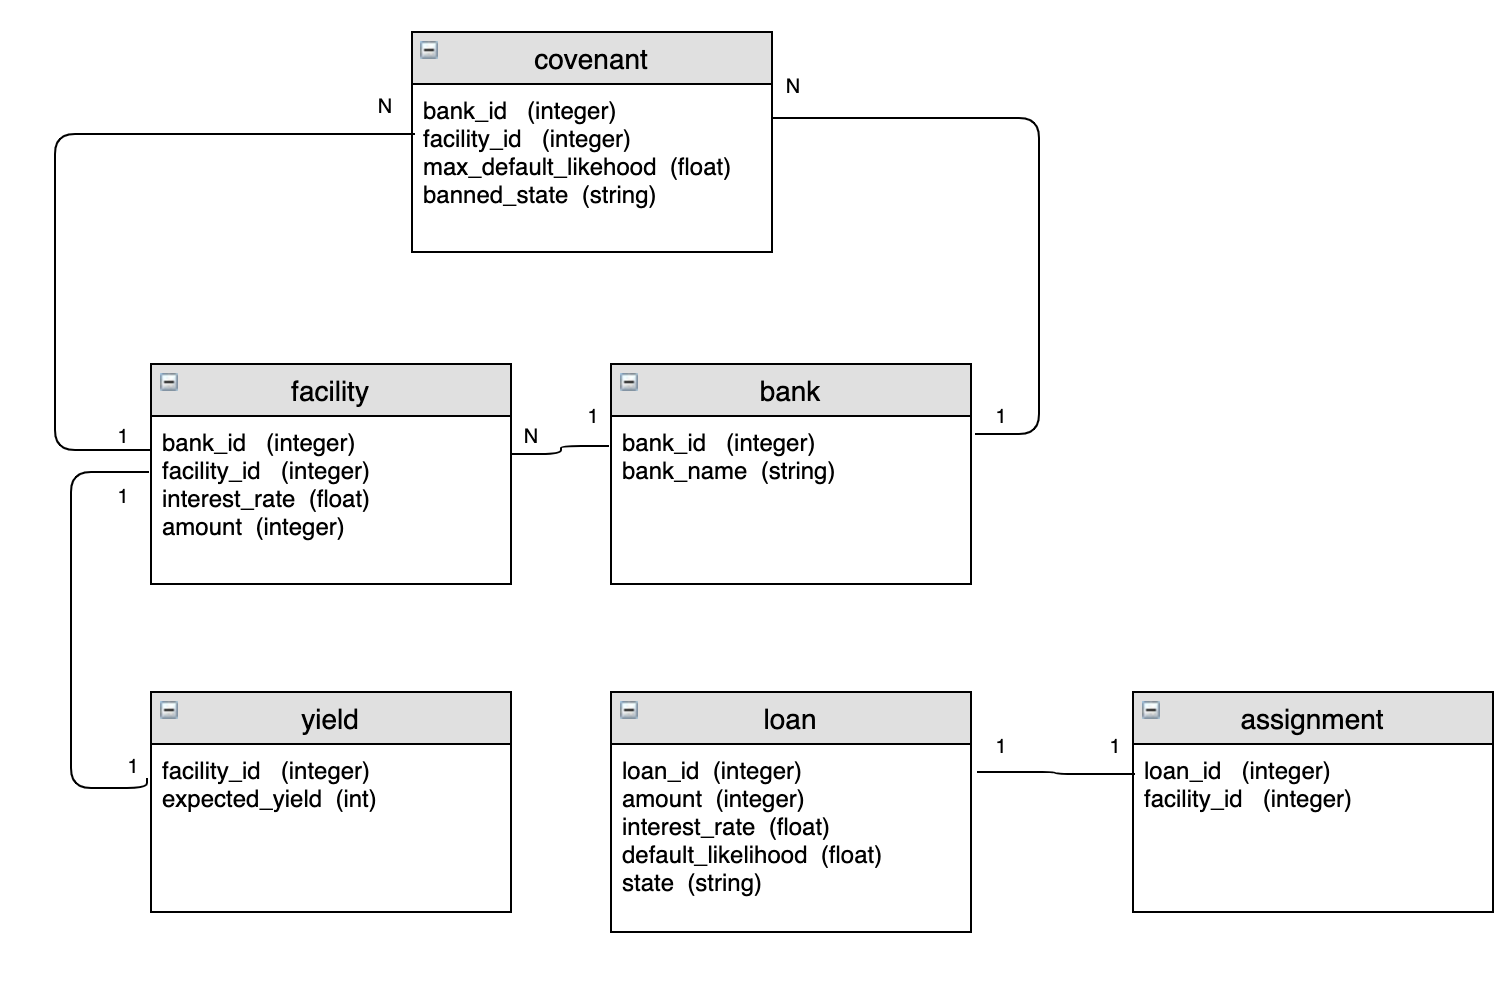 covenant
N
N
bank_id (integer)
facility_id (integer)
max_default_likehood (float)
banned_state (string)
facility
1
bank_id (integer)
facility_id (integer)
1
interest_rate (float)
amount (integer)
N
1
bank
1
bank_id (integer)
bank_name (string)
yield
1
facility_id (integer)
expected_yield (int)
loan
loan_id (integer)
amount (integer)
interest_rate (float)
default_likelihood (float)
state (string)
1
1
assignment
loan_id (integer)
facility_id (integer)